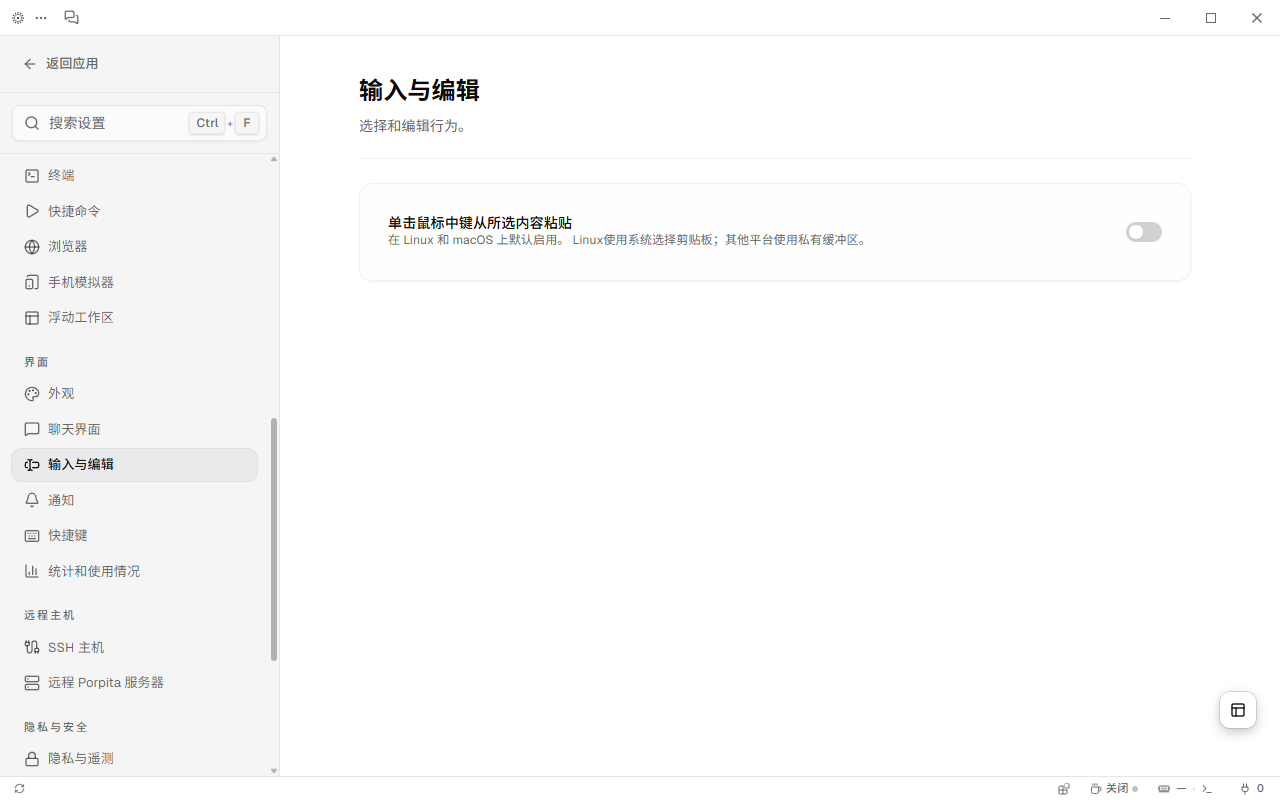 返回应用
搜索设置 Ctrl + F
终端
快捷命令
浏览器
手机模拟器
浮动工作区
界面
外观
聊天界面
输入与编辑
通知
快捷键
统计和使用情况
远程主机
SSH 主机
远程 Porpita 服务器
隐私与安全
隐私与遥测
输入与编辑
选择和编辑行为。
单击鼠标中键从所选内容粘贴
在 Linux 和 macOS 上默认启用。 Linux使用系统选择剪贴板；其他平台使用私有缓冲区。
关闭 — · 0